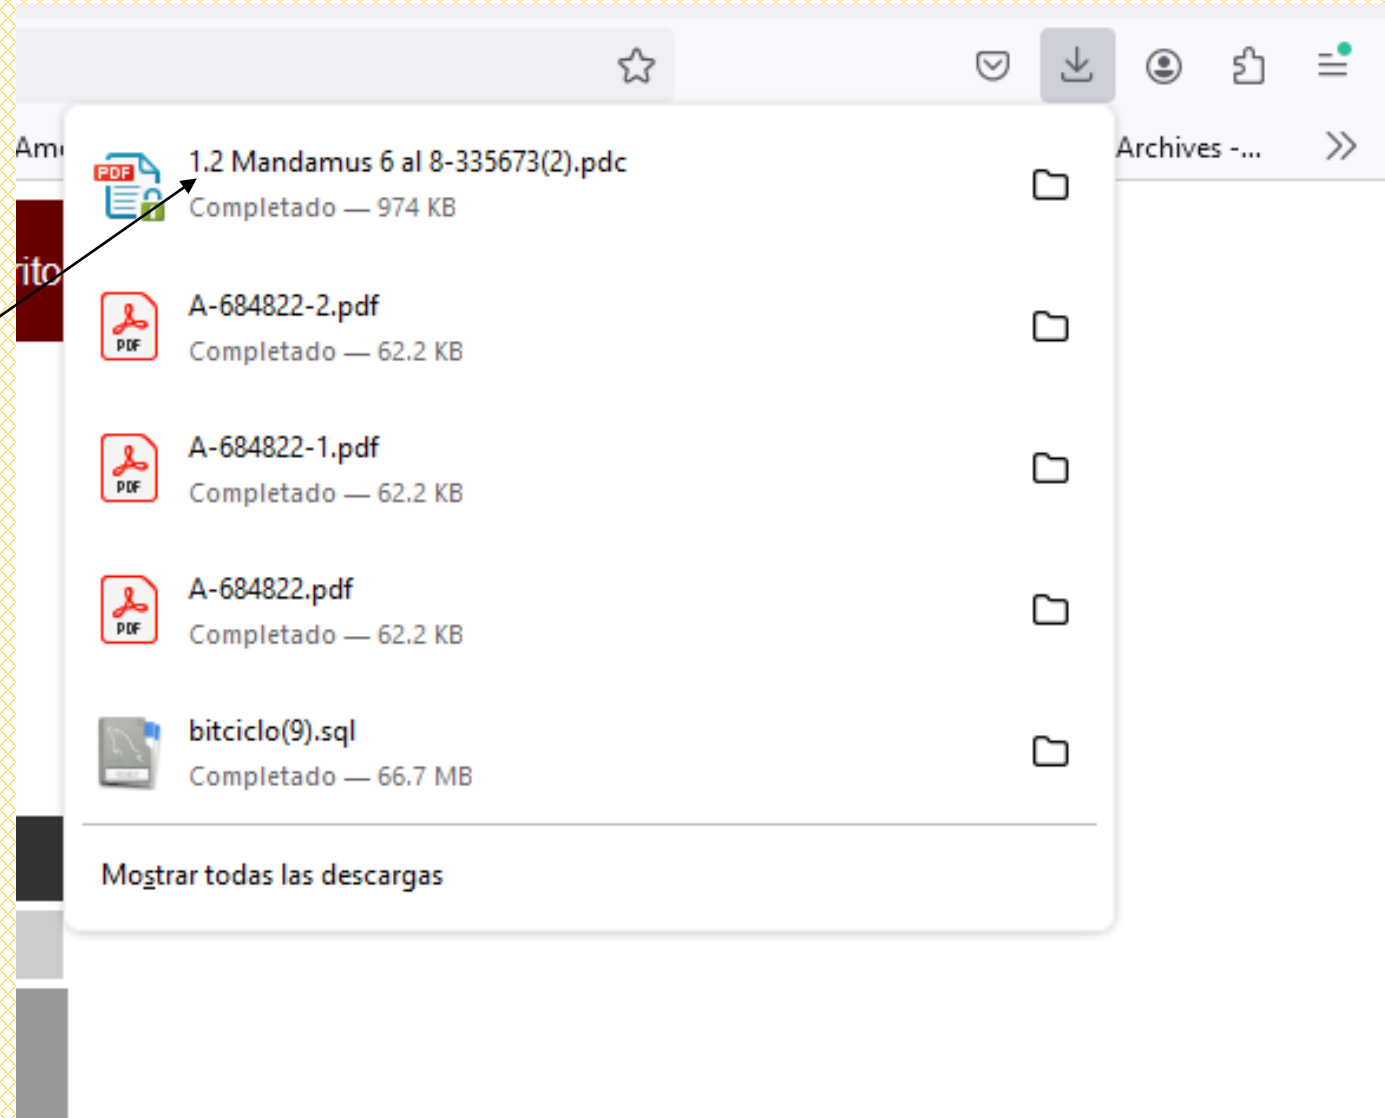 Archives -...
1.2 Mandamus 6 al 8-335673(2).pdc
Completado — 974 KB
PDF
A-684822-2.pdf
Completado — 62.2 KB
PDF
A-684822-1.pdf
Completado — 62.2 KB
PDF
A-684822.pdf
Completado — 62.2 KB
PDF
bitciclo(9).sql
Completado — 66.7 MB
Mostrar todas las descargas